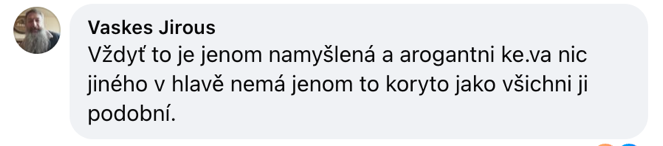 Vaskes Jirous
Vždyť to je jenom namyšlená a arogantni ke.va nic
jiného v hlavě nemá jenom to koryto jako všichni ji
podobní.